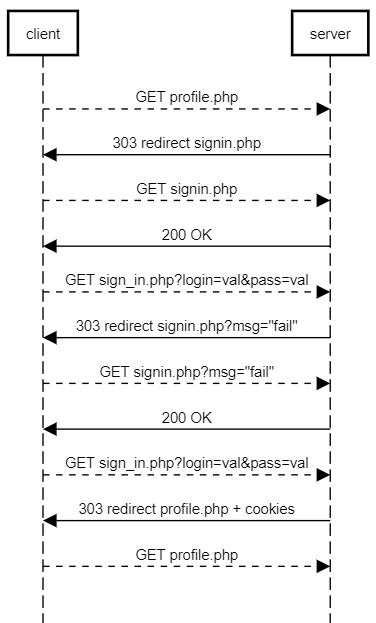 client server
GET profile.php
303 redirect signin.php
GET signin.php
200 OK
GET sign_in.php?login=val&pass=val
303 redirect signin.php?msg="fail"
GET signin.php?msg="fail"
200 OK
GET sign_in.php?login=val&pass=val
303 redirect profile.php + cookies
GET profile.php